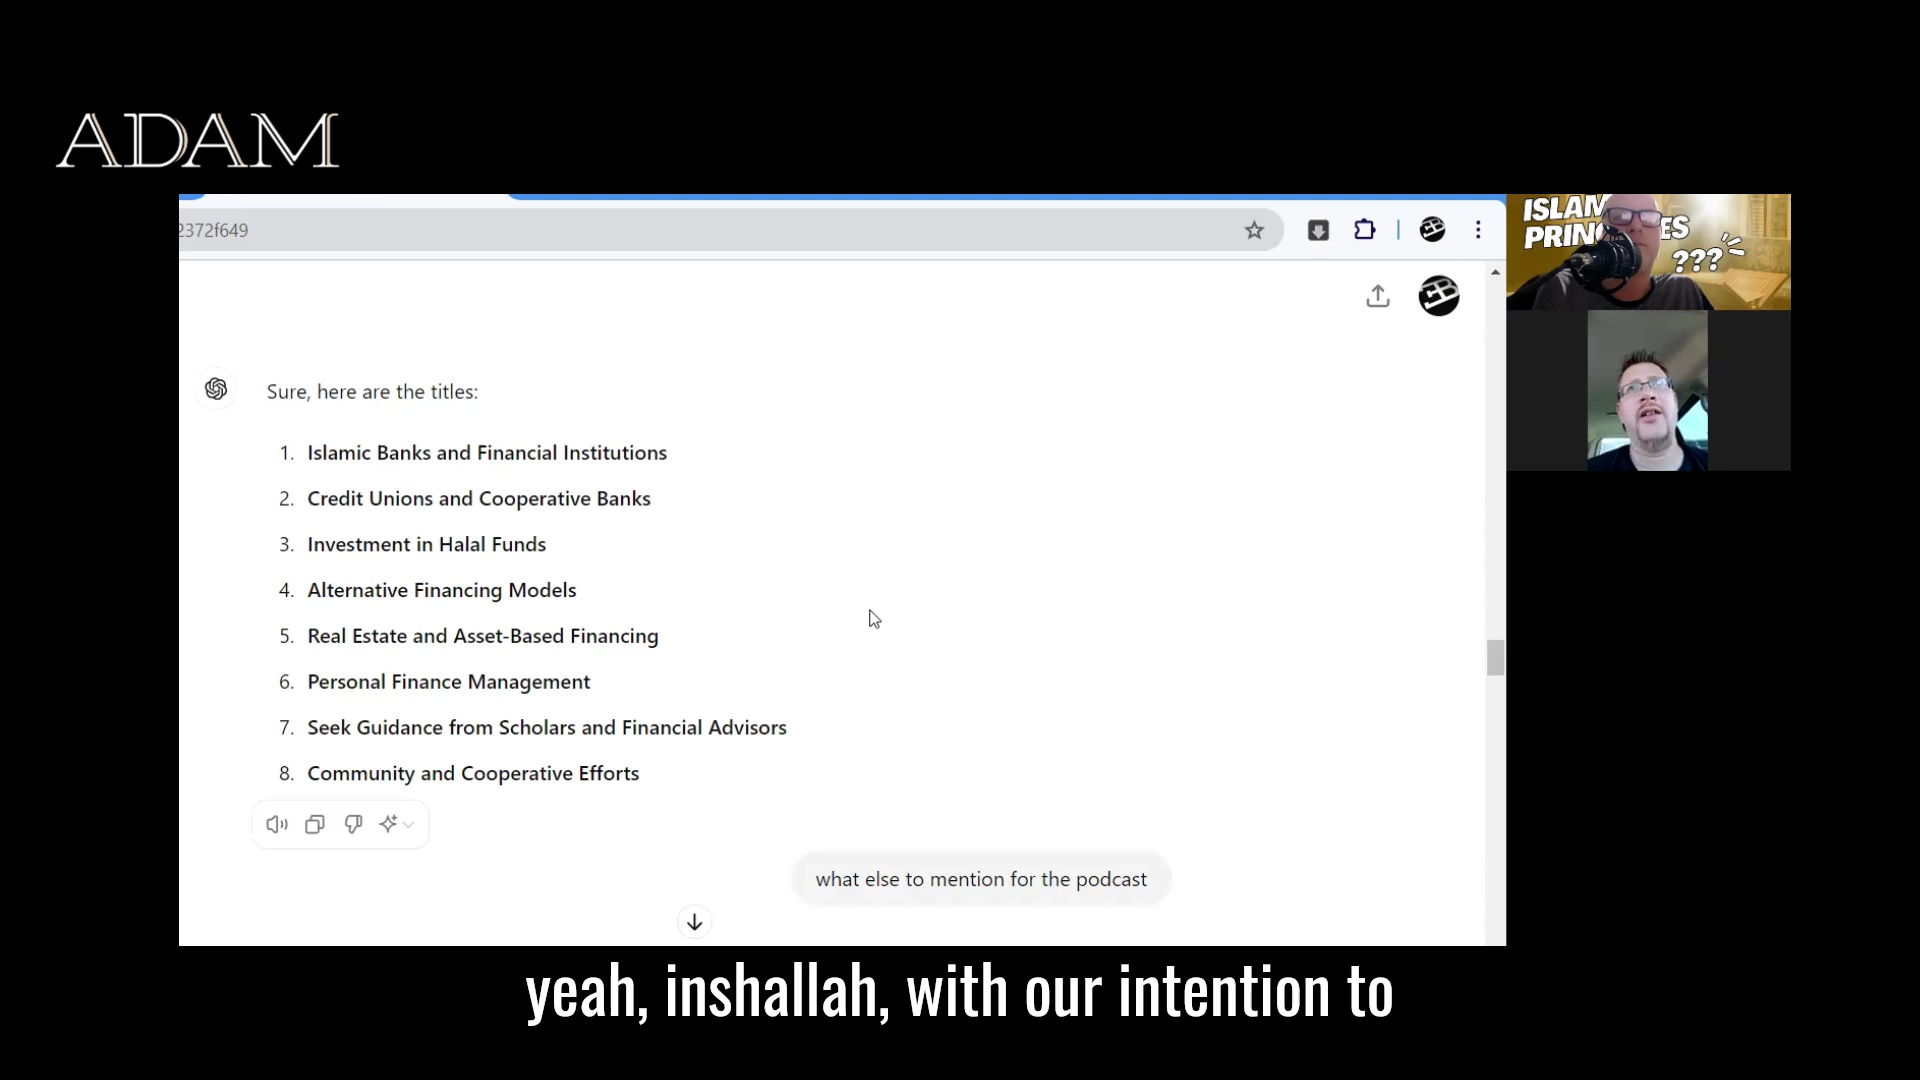 ADAM
2372f649
ISLAM
PRIN ES
???
Sure, here are the titles:
1. Islamic Banks and Financial Institutions
2. Credit Unions and Cooperative Banks
3. Investment in Halal Funds
4. Alternative Financing Models
5. Real Estate and Asset-Based Financing
6. Personal Finance Management
7. Seek Guidance from Scholars and Financial Advisors
8. Community and Cooperative Efforts
what else to mention for the podcast
yeah, inshallah, with our intention to